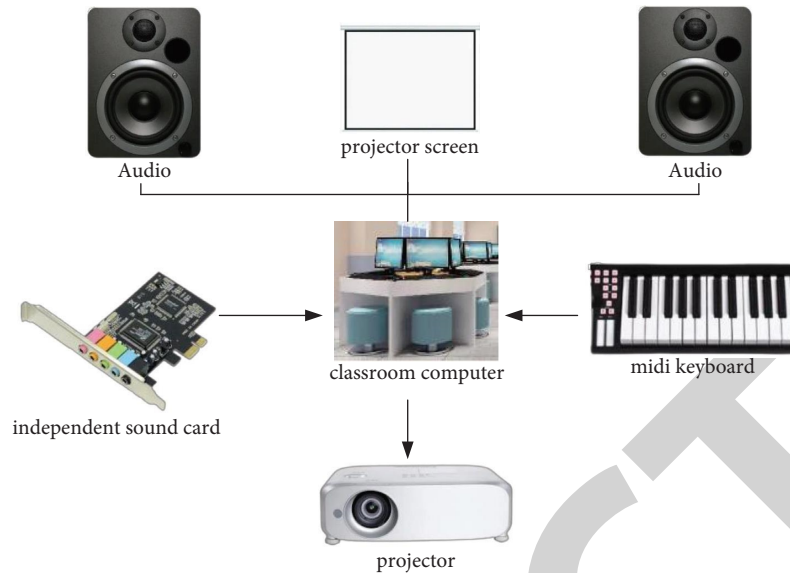 Audio
projector screen
Audio
classroom computer
independent sound card
midi keyboard
projector